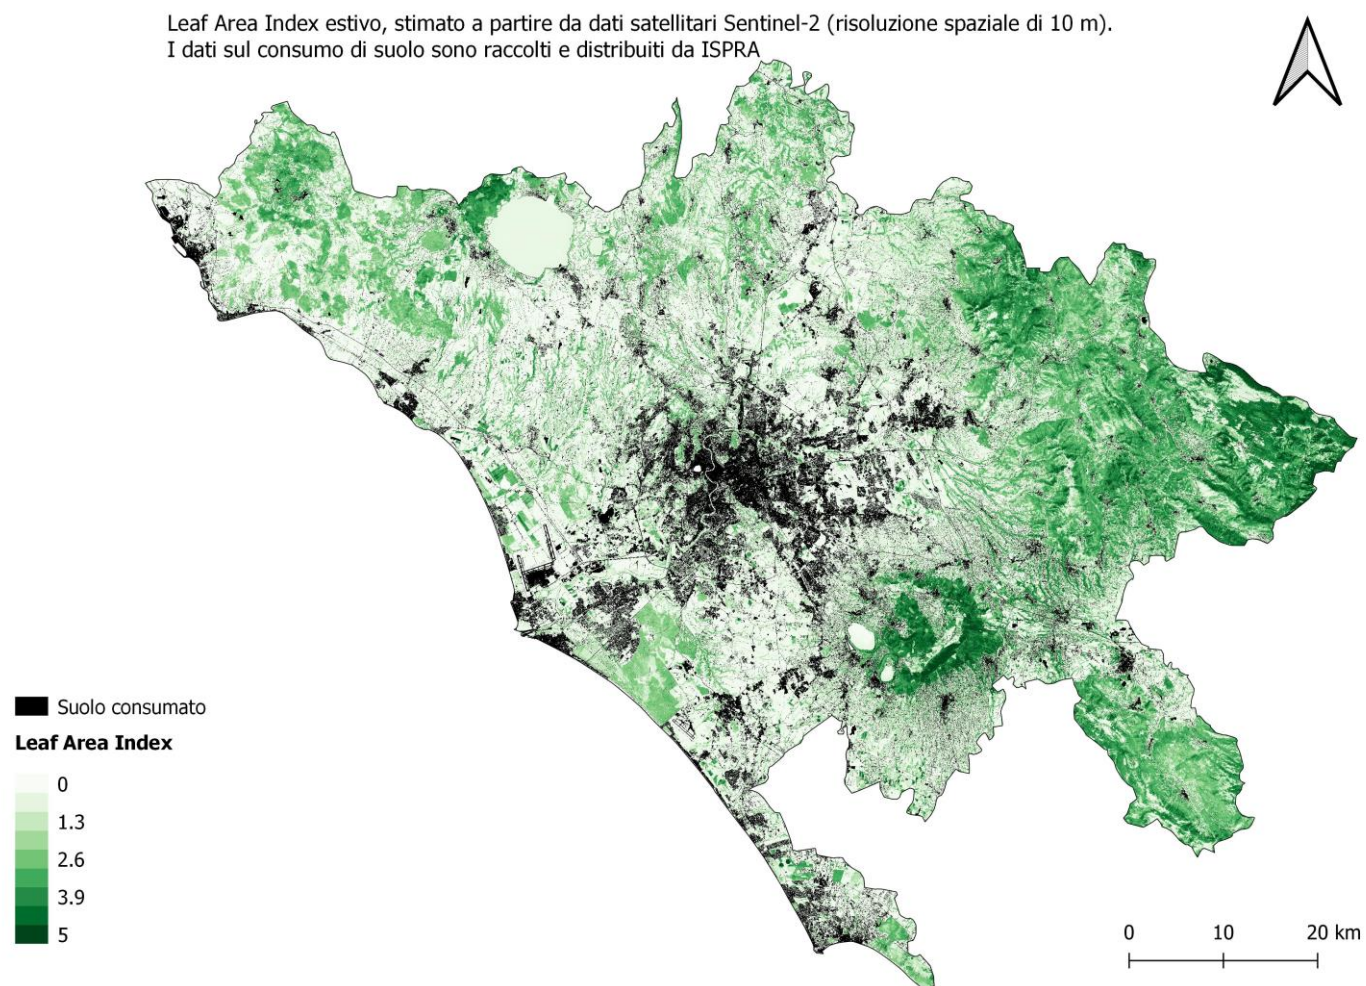 Leaf Area Index estivo, stimato a partire da dati satellitari Sentinel-2 (risoluzione spaziale di 10 m).
I dati sul consumo di suolo sono raccolti e distribuiti da ISPRA
Suolo consumato
Leaf Area Index
0
1.3
2.6
3.9
5
0 10 20 km